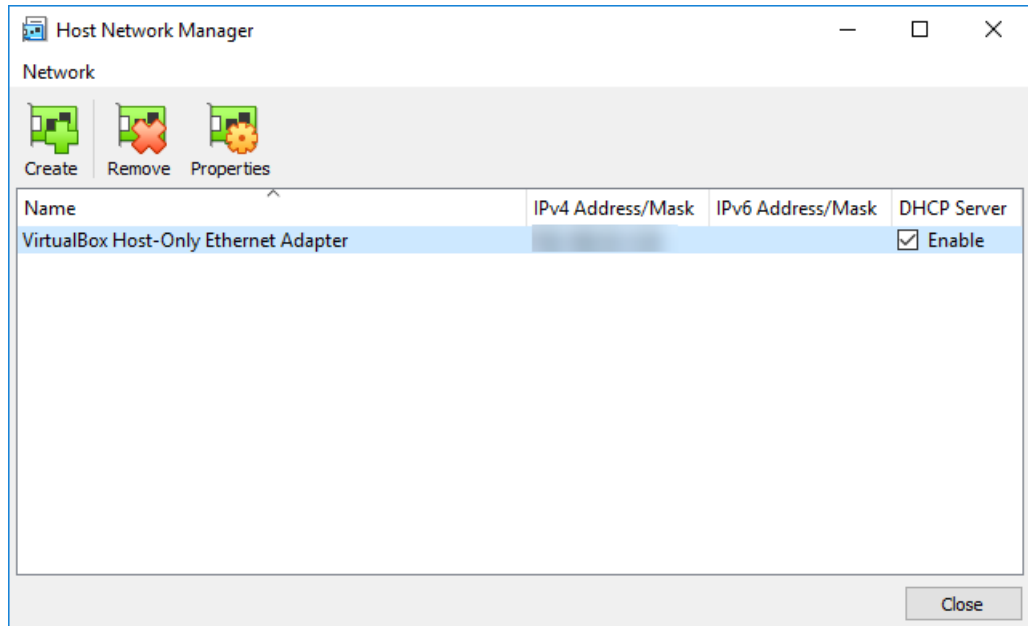 Host Network Manager
Network
Create Remove Properties
Name IPv4 Address/Mask IPv6 Address/Mask DHCP Server
VirtualBox Host-Only Ethernet Adapter Enable
Close